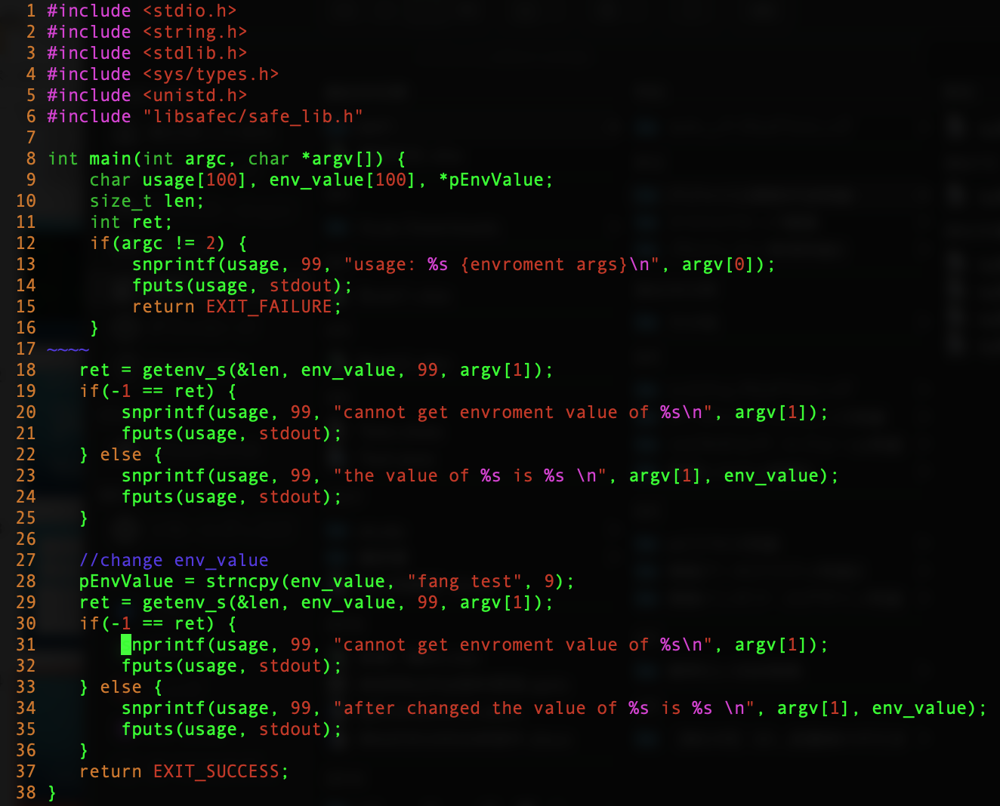 1 #include <stdio.h>
2 #include <string.h>
3 #include <stdlib.h>
4 #include <sys/types.h>
5 #include <unistd.h>
6 #include "libsafec/safe_lib.h"
7
8 int main(int argc, char *argv[]) {
9     char usage[100], env_value[100], *pEnvValue;
10     size_t len;
11     int ret;
12     if(argc != 2) {
13         snprintf(usage, 99, "usage: %s {envroment args}\n", argv[0]);
14         fputs(usage, stdout);
15         return EXIT_FAILURE;
16     }
17 ~~~~
18    ret = getenv_s(&len, env_value, 99, argv[1]);
19    if(-1 == ret) {
20        snprintf(usage, 99, "cannot get envroment value of %s\n", argv[1]);
21        fputs(usage, stdout);
22    } else {
23        snprintf(usage, 99, "the value of %s is %s \n", argv[1], env_value);
24        fputs(usage, stdout);
25    }
26
27    //change env_value
28    pEnvValue = strncpy(env_value, "fang test", 9);
29    ret = getenv_s(&len, env_value, 99, argv[1]);
30    if(-1 == ret) {
31        snprintf(usage, 99, "cannot get envroment value of %s\n", argv[1]);
32        fputs(usage, stdout);
33    } else {
34        snprintf(usage, 99, "after changed the value of %s is %s \n", argv[1], env_value);
35        fputs(usage, stdout);
36    }
37    return EXIT_SUCCESS;
38 }